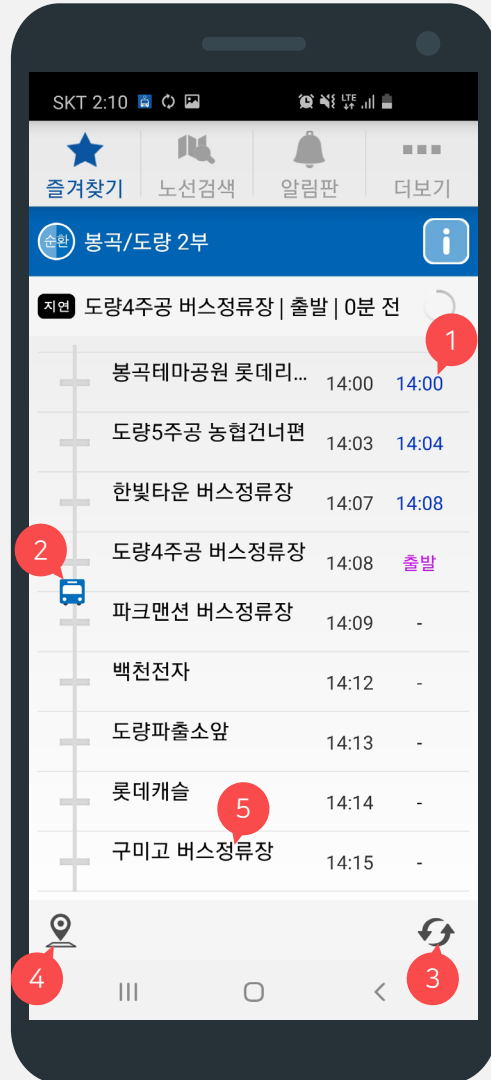 SKT 2:10
LTE
즐겨찾기 노선검색 알림판 더보기
순환 봉곡/도량 2부 i
지연 도량4주공 버스정류장 | 출발 | 0분 전
1
봉곡테마공원 롯데리... 14:00 14:00
도량5주공 농협건너편 14:03 14:04
한빛타운 버스정류장 14:07 14:08
2
도량4주공 버스정류장 14:08 출발
파크맨션 버스정류장 14:09 -
백천전자 14:12 -
도량파출소앞 14:13 -
롯데캐슬 14:14 -
5
구미고 버스정류장 14:15 -
4
3